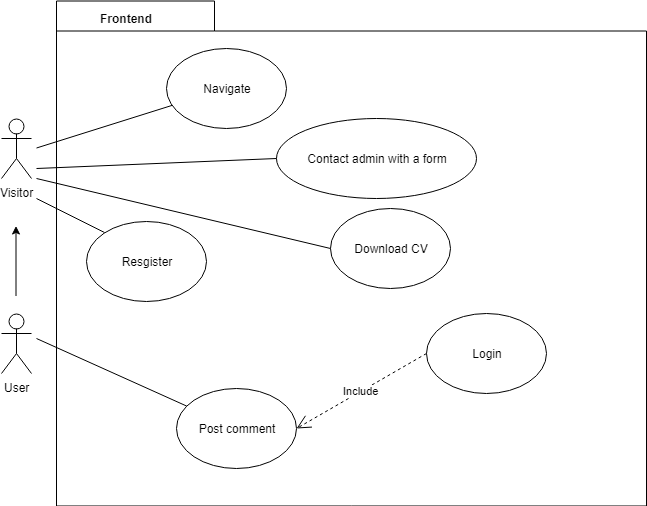 Frontend
Navigate
Contact admin with a form
Visitor
Download CV
Resgister
Login
User
Include
Post comment